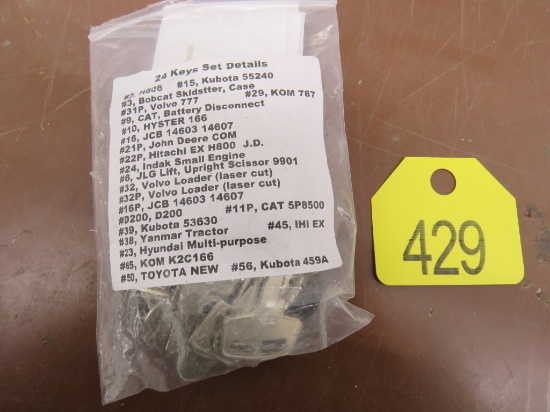 24 Keys Set Details
#15, Kubota 55240
#3, Bobcat Skidstter, Case
#31P, Volvo 777 #29, KOM 787
#9, CAT, Battery Disconnect
#10, HYSTER 166
#16, JCB 14603 14607
#21P, John Deere COM
#22P, Hitachi EX H800 J.D.
#24, Indak Small Engine
#6, JLG Lift, Upright Scissor 9901
#32, Volvo Loader (laser cut)
#32P, Volvo Loader (laser cut)
#16P, JCB 14603 14607
#D200, D200 #11P, CAT 5P8500
#39, Kubota 53630
#38, Yanmar Tractor #45, IHI EX
#23, Hyundai Multi-purpose
#65, KOM K2C166
#50, TOYOTA NEW #56, Kubota 459A
429